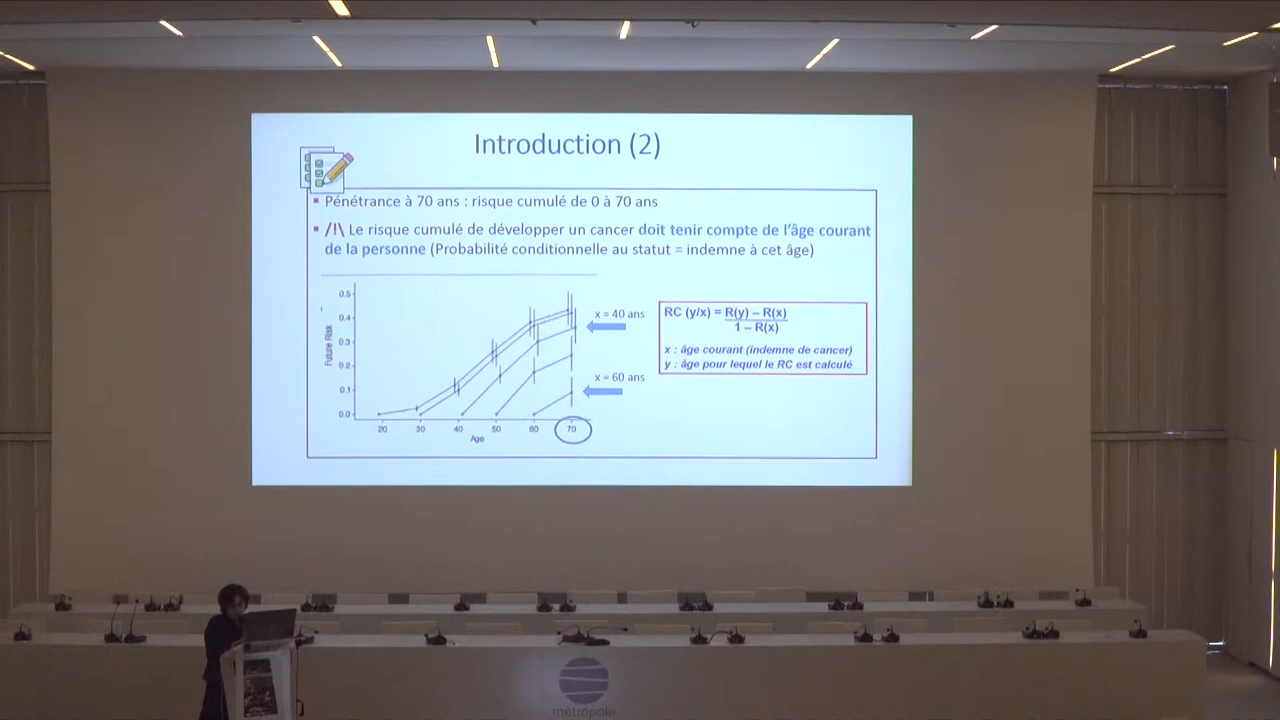 Introduction (2)
Pénétrance à 70 ans : risque cumulé de 0 à 70 ans
/!\ Le risque cumulé de développer un cancer doit tenir compte de l'âge courant
de la personne (Probabilité conditionnelle au statut = indemne à cet âge)
0.5
0.4
0.3
0.2
0.1
0.0
Future Risk
20 30 40 50 60 70
Age
x = 40 ans
x = 60 ans
RC (y/x) = R(y) – R(x)
1 – R(x)
x : âge courant (indemne de cancer)
y : âge pour lequel le RC est calculé
métropole